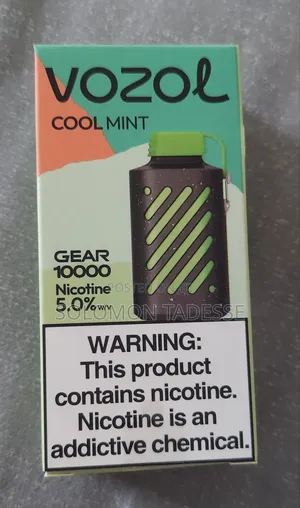 VOZOL
COOL MINT
GEAR
10000
Nicotine
5.0% w/v
SOLOMON TADESSE
WARNING:
This product
contains nicotine.
Nicotine is an
addictive chemical.